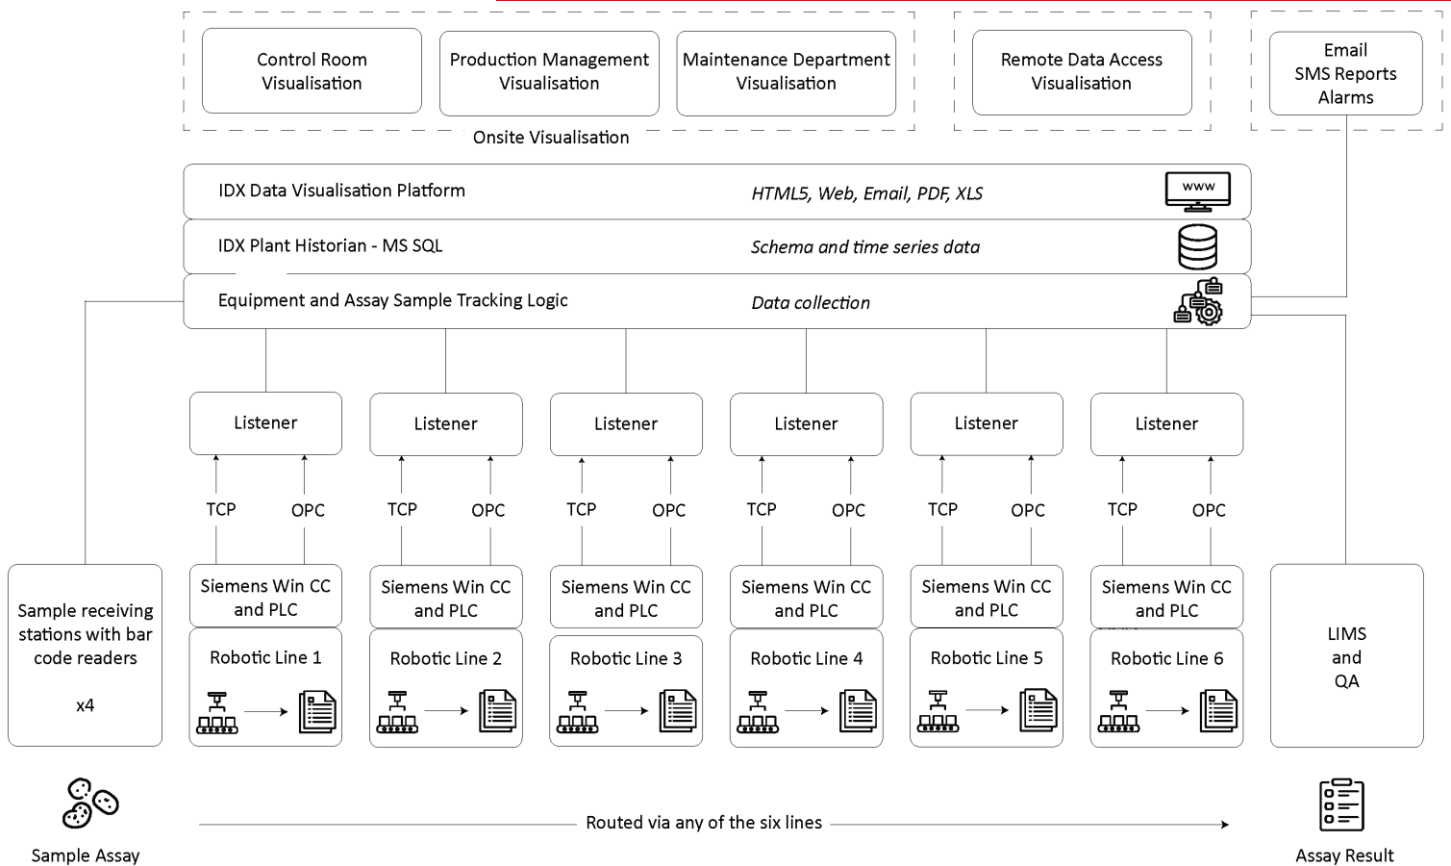 Control Room
Visualisation
Production Management
Visualisation
Maintenance Department
Visualisation
Remote Data Access
Visualisation
Email
SMS Reports
Alarms
Onsite Visualisation
IDX Data Visualisation Platform
HTML5, Web, Email, PDF, XLS
WWW
IDX Plant Historian - MS SQL
Schema and time series data
Equipment and Assay Sample Tracking Logic
Data collection
Listener
Listener
Listener
Listener
Listener
Listener
TCP
OPC
TCP
OPC
TCP
OPC
TCP
OPC
TCP
OPC
TCP
OPC
Sample receiving
stations with bar
code readers
x4
Siemens Win CC
and PLC
Robotic Line 1
Siemens Win CC
and PLC
Robotic Line 2
Siemens Win CC
and PLC
Robotic Line 3
Siemens Win CC
and PLC
Robotic Line 4
Siemens Win CC
and PLC
Robotic Line 5
Siemens Win CC
and PLC
Robotic Line 6
LIMS
and
QA
Sample Assay
Routed via any of the six lines
Assay Result